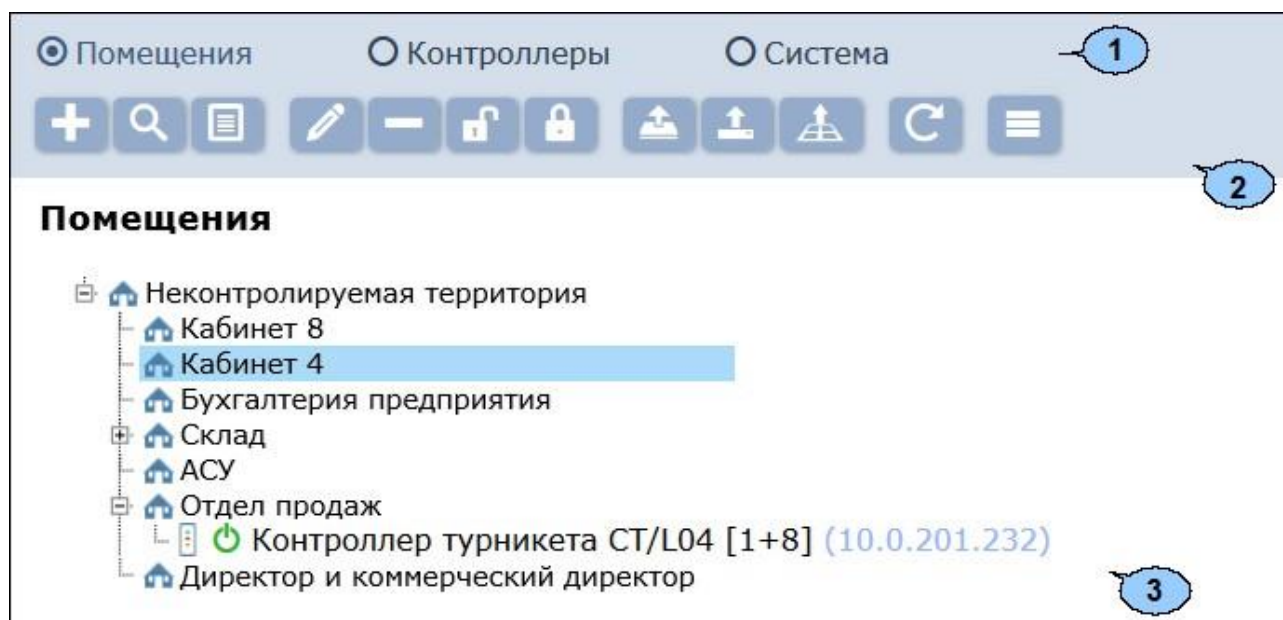 Помещения Контроллеры Система 1
2
Помещения
Неконтролируемая территория
Кабинет 8
Кабинет 4
Бухгалтерия предприятия
Склад
АСУ
Отдел продаж
Контроллер турникета CT/L04 [1+8] (10.0.201.232)
Директор и коммерческий директор
3